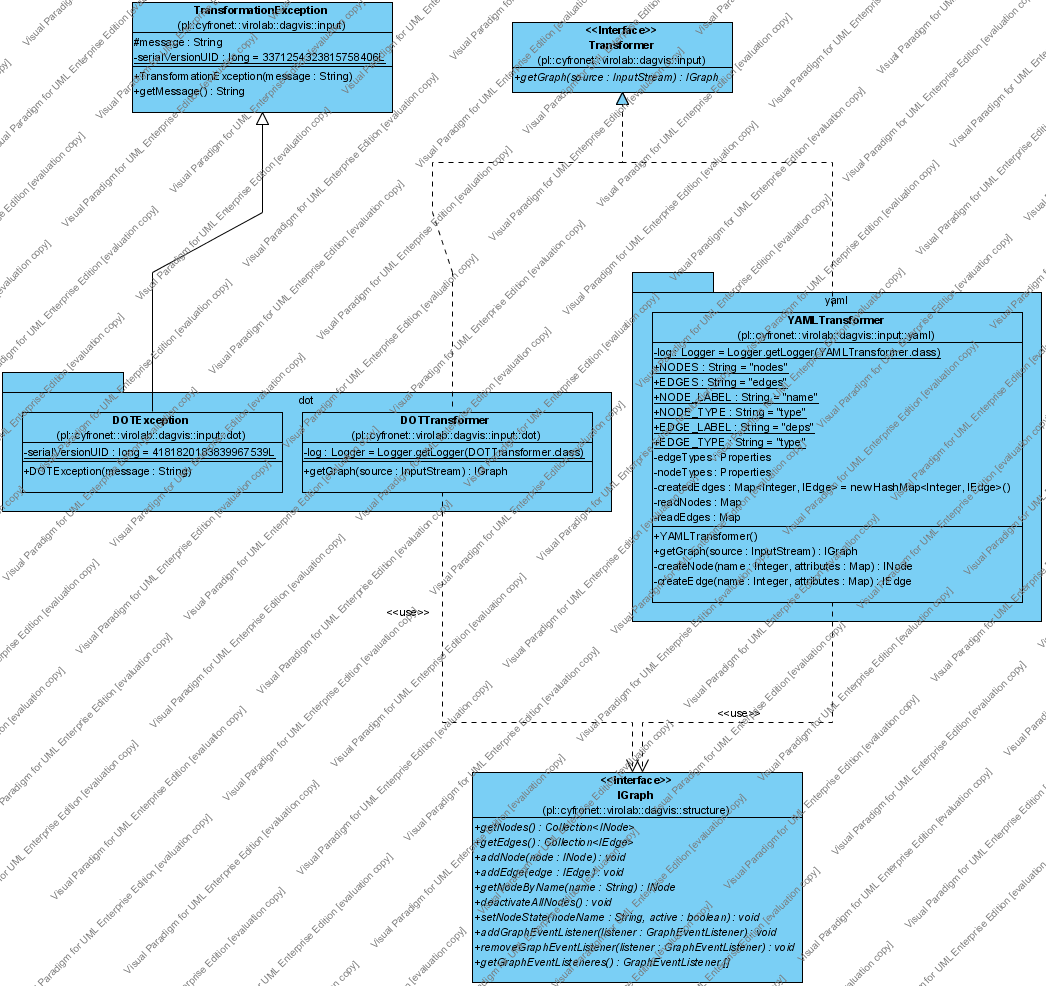 TransformationException
(pl::cyfronet::virolab::dagvis::input)
#message : String
-serialVersionUID : long = 3371254323815758406L
+TransformationException(message : String)
+getMessage() : String
<<Interface>>
Transformer
(pl::cyfronet::virolab::dagvis::input)
+getGraph(source : InputStream) : IGraph
yaml
YAMLTransformer
(pl::cyfronet::virolab::dagvis::input::yaml)
-log : Logger = Logger.getLogger(YAMLTransformer.class)
+NODES : String = "nodes"
+EDGES : String = "edges"
+NODE_LABEL : String = "name"
+NODE_TYPE : String = "type"
+EDGE_LABEL : String = "deps"
+EDGE_TYPE : String = "type"
-edgeTypes : Properties
-nodeTypes : Properties
-createdEdges : Map<Integer, IEdge> = newHashMap<Integer, IEdge>()
-readNodes : Map
-readEdges : Map
+YAMLTransformer()
+getGraph(source : InputStream) : IGraph
-createNode(name : Integer, attributes : Map) : INode
-createEdge(name : Integer, attributes : Map) : IEdge
dot
DOTException
(pl::cyfronet::virolab::dagvis::input::dot)
-serialVersionUID : long = 4181820183839967539L
+DOTException(message : String)
DOTTransformer
(pl::cyfronet::virolab::dagvis::input::dot)
-log : Logger = Logger.getLogger(DOTTransformer.class)
+getGraph(source : InputStream) : IGraph
<<use>>
<<use>>
<<Interface>>
IGraph
(pl::cyfronet::virolab::dagvis::structure)
+getNodes() : Collection<INode>
+getEdges() : Collection<IEdge>
+addNode(node : INode) : void
+addEdge(edge : IEdge) : void
+getNodeByName(name : String) : INode
+deactivateAllNodes() : void
+setNodeState(nodeName : String, active : boolean) : void
+addGraphEventListener(listener : GraphEventListener) : void
+removeGraphEventListener(listener : GraphEventListener) : void
+getGraphEventListeneres() : GraphEventListener[]
Visual Paradigm for UML Enterprise Edition [evaluation copy]